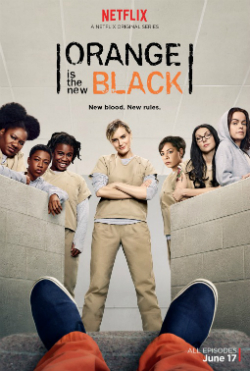 NETFLIX
A NETFLIX ORIGINAL SERIES
ORANGE
is the new
BLACK
New blood. New rules.
ALL EPISODES
June 17